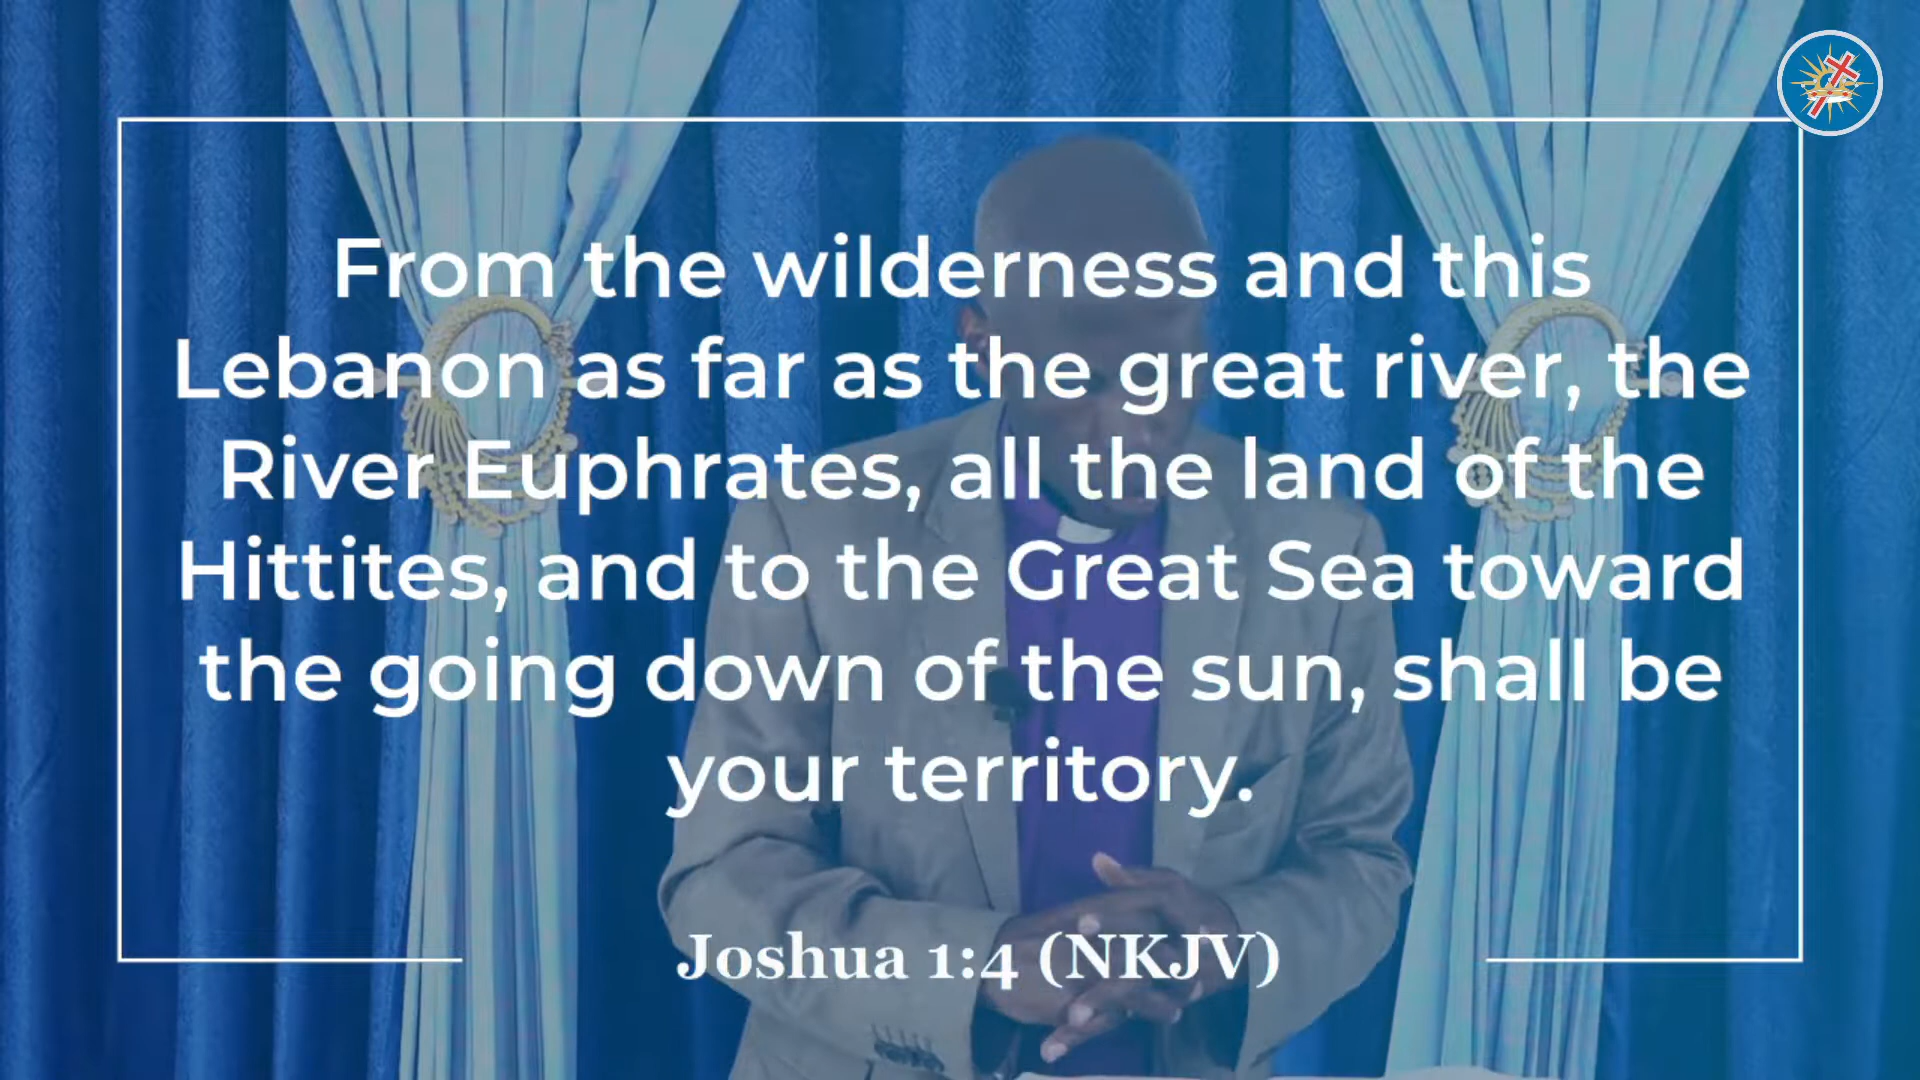 From the wilderness and this
Lebanon as far as the great river, the
River Euphrates, all the land of the
Hittites, and to the Great Sea toward
the going down of the sun, shall be
your territory.
Joshua 1:4 (NKJV)